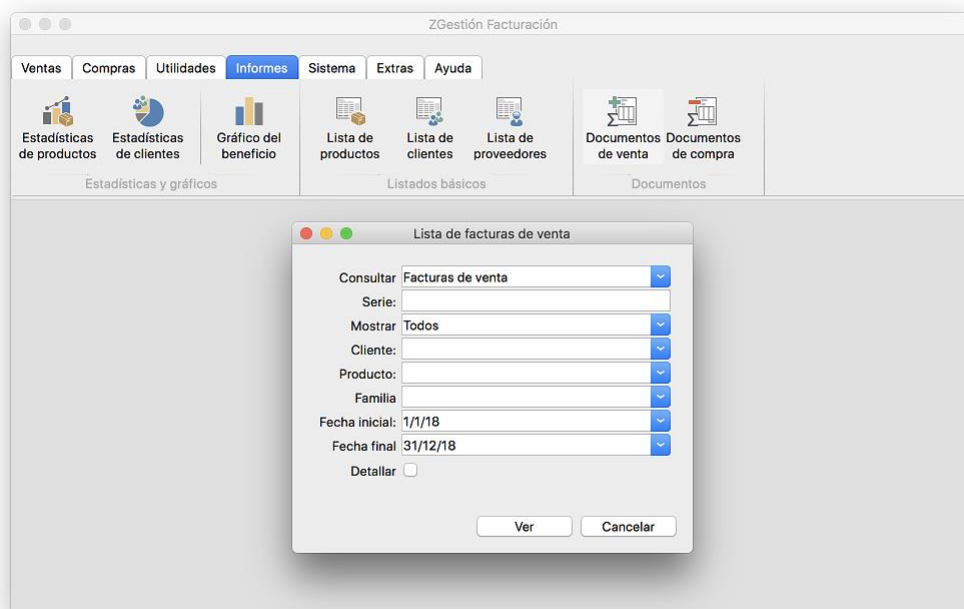 ZGestión Facturación
Ventas Compras Utilidades Informes Sistema Extras Ayuda
Estadísticas de productos
Estadísticas de clientes
Gráfico del beneficio
Lista de productos
Lista de clientes
Lista de proveedores
Documentos de venta
Documentos de compra
Estadísticas y gráficos
Listados básicos
Documentos
Lista de facturas de venta
Consultar Facturas de venta
Serie:
Mostrar Todos
Cliente:
Producto:
Familia
Fecha inicial: 1/1/18
Fecha final 31/12/18
Detallar
Ver Cancelar